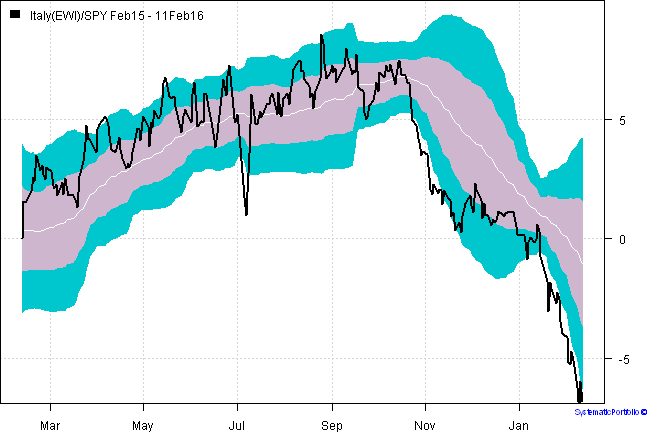 Italy(EWI)/SPY Feb15 - 11Feb16
5
0
-5
Mar May Jul Sep Nov Jan
SystematicPortfolio ©